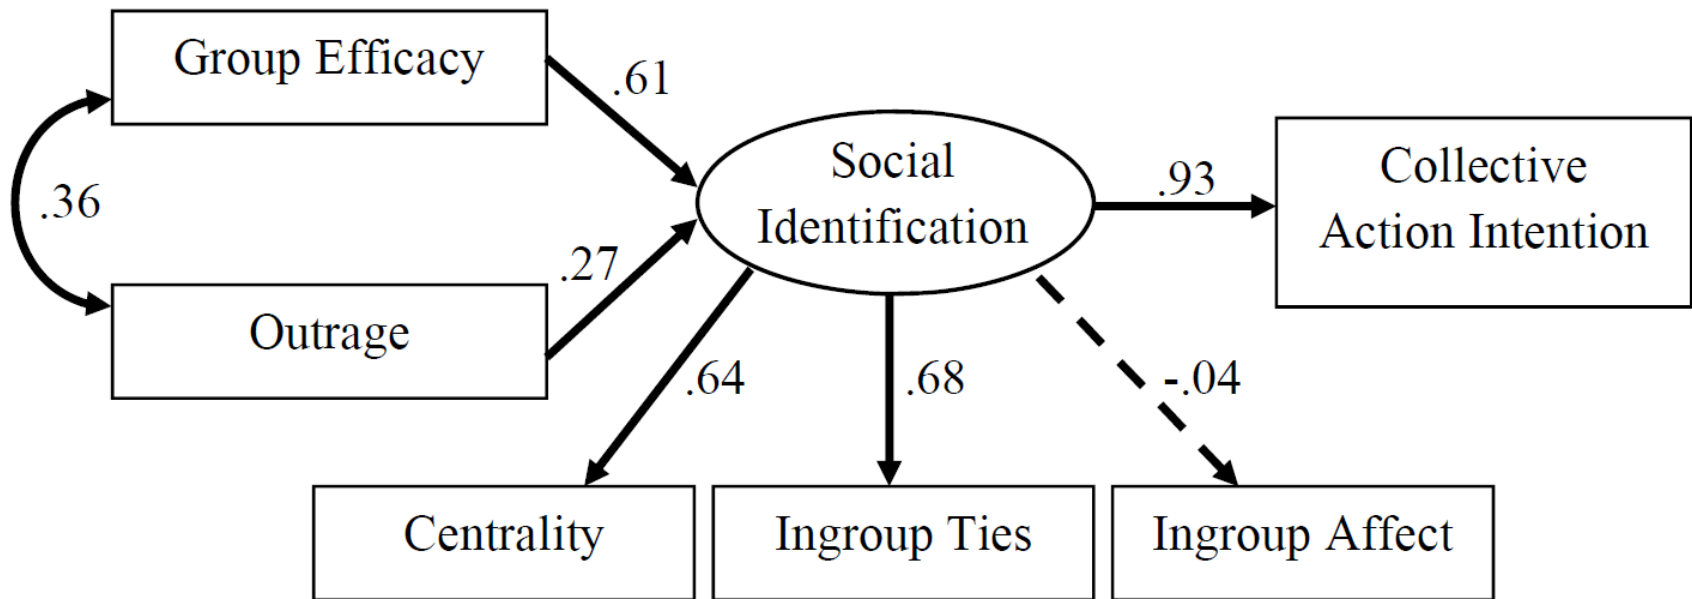 Group Efficacy
.61
Social
Identification
.93
Collective
Action Intention
.36
.27
Outrage
.64
.68
-.04
Centrality
Ingroup Ties
Ingroup Affect